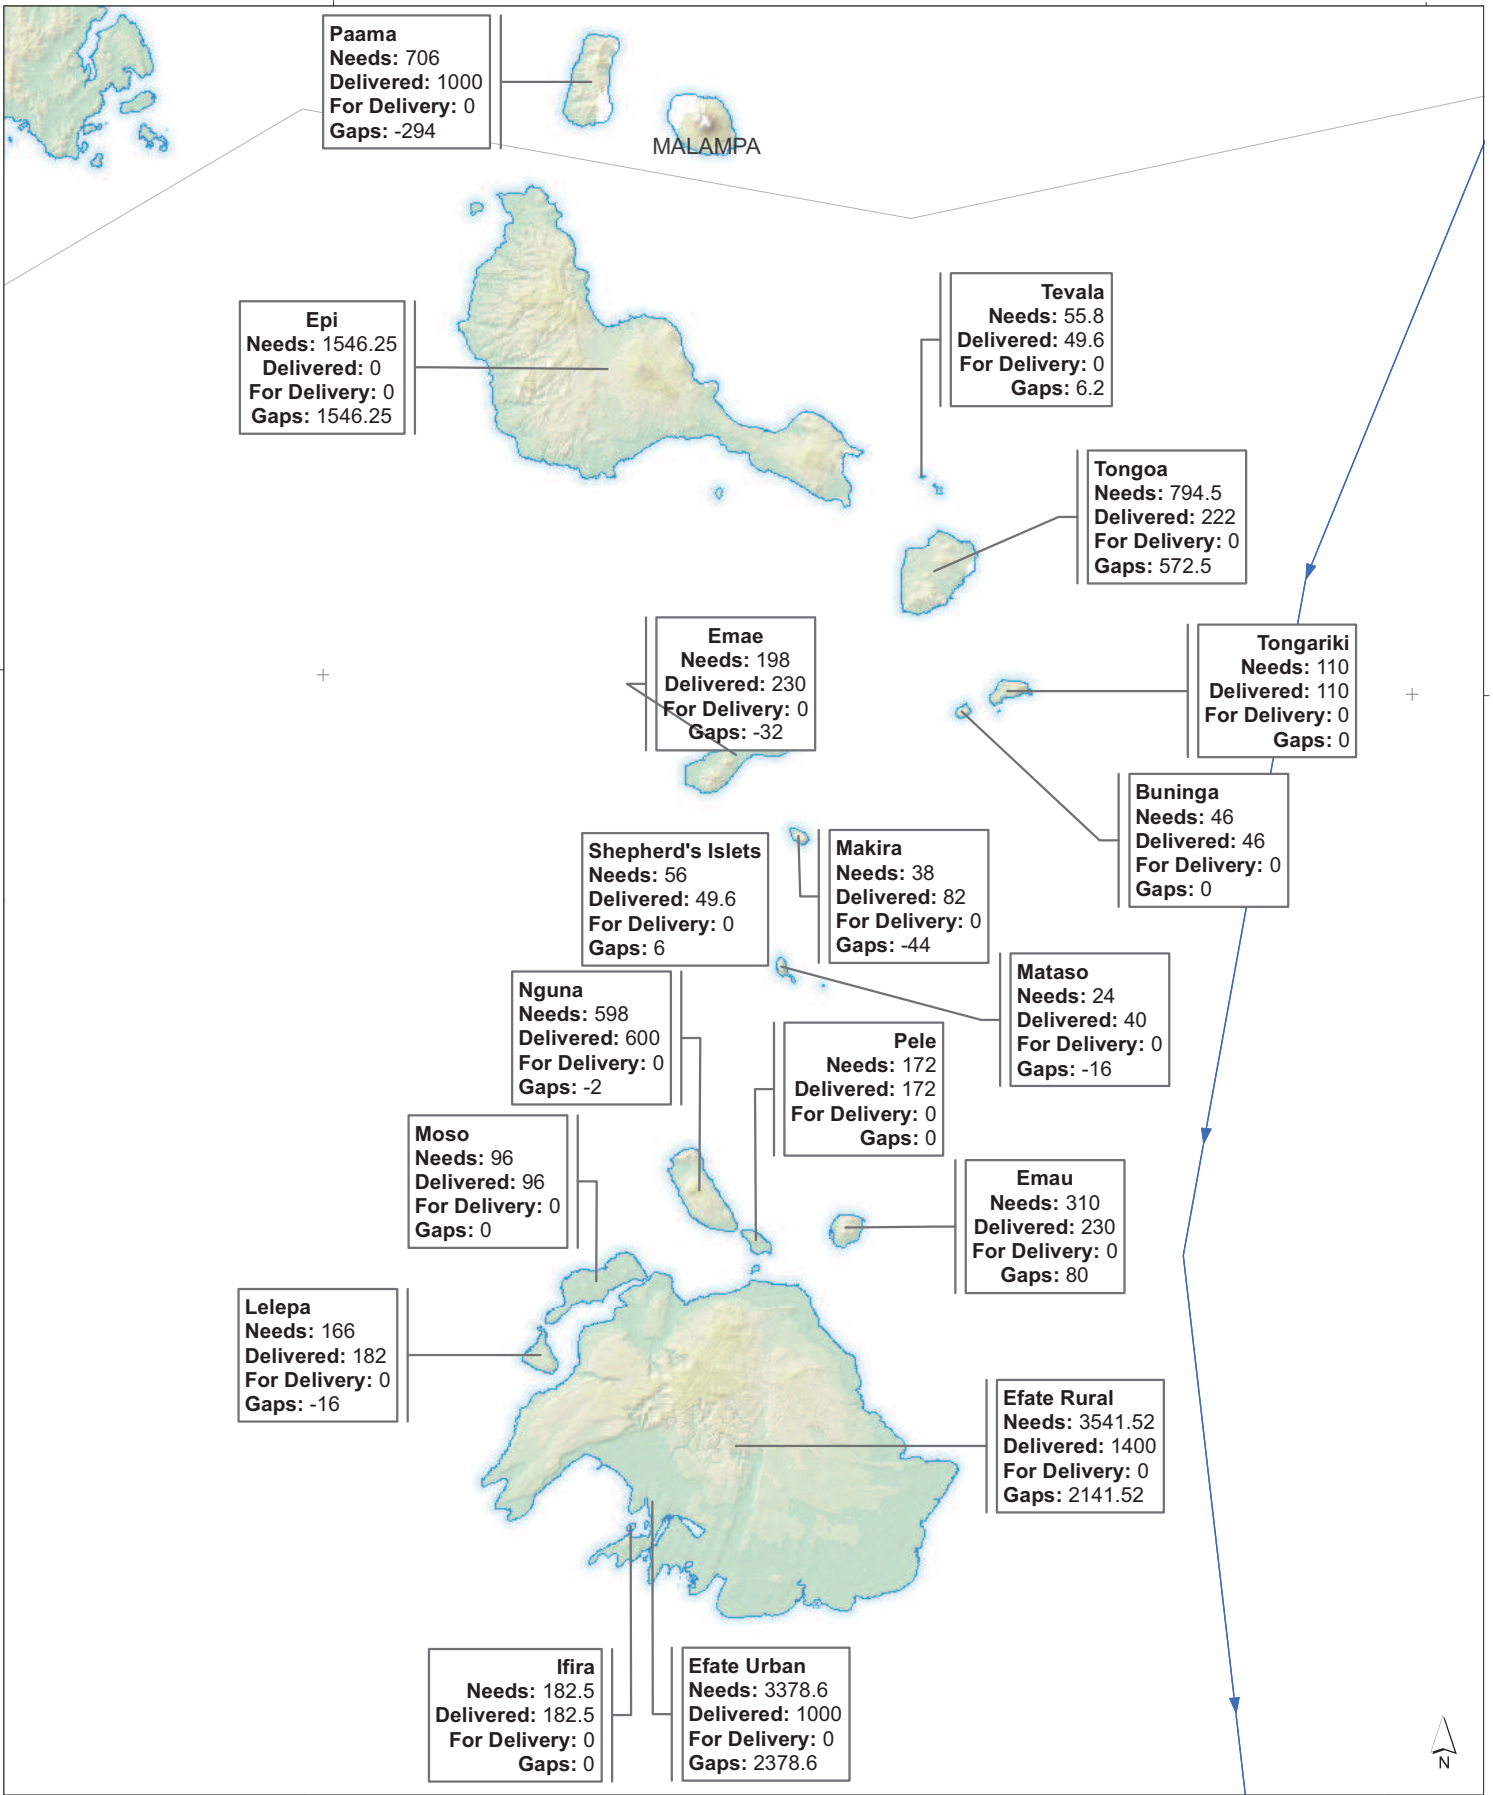 Paama
Needs: 706
Delivered: 1000
For Delivery: 0
Gaps: -294
MALAMPA
Epi
Needs: 1546.25
Delivered: 0
For Delivery: 0
Gaps: 1546.25
Tevala
Needs: 55.8
Delivered: 49.6
For Delivery: 0
Gaps: 6.2
Tongoa
Needs: 794.5
Delivered: 222
For Delivery: 0
Gaps: 572.5
Emae
Needs: 198
Delivered: 230
For Delivery: 0
Gaps: -32
Tongariki
Needs: 110
Delivered: 110
For Delivery: 0
Gaps: 0
Buninga
Needs: 46
Delivered: 46
For Delivery: 0
Gaps: 0
Shepherd's Islets
Needs: 56
Delivered: 49.6
For Delivery: 0
Gaps: 6
Makira
Needs: 38
Delivered: 82
For Delivery: 0
Gaps: -44
Mataso
Needs: 24
Delivered: 40
For Delivery: 0
Gaps: -16
Nguna
Needs: 598
Delivered: 600
For Delivery: 0
Gaps: -2
Pele
Needs: 172
Delivered: 172
For Delivery: 0
Gaps: 0
Moso
Needs: 96
Delivered: 96
For Delivery: 0
Gaps: 0
Emau
Needs: 310
Delivered: 230
For Delivery: 0
Gaps: 80
Lelepa
Needs: 166
Delivered: 182
For Delivery: 0
Gaps: -16
Efate Rural
Needs: 3541.52
Delivered: 1400
For Delivery: 0
Gaps: 2141.52
Ifira
Needs: 182.5
Delivered: 182.5
For Delivery: 0
Gaps: 0
Efate Urban
Needs: 3378.6
Delivered: 1000
For Delivery: 0
Gaps: 2378.6
N